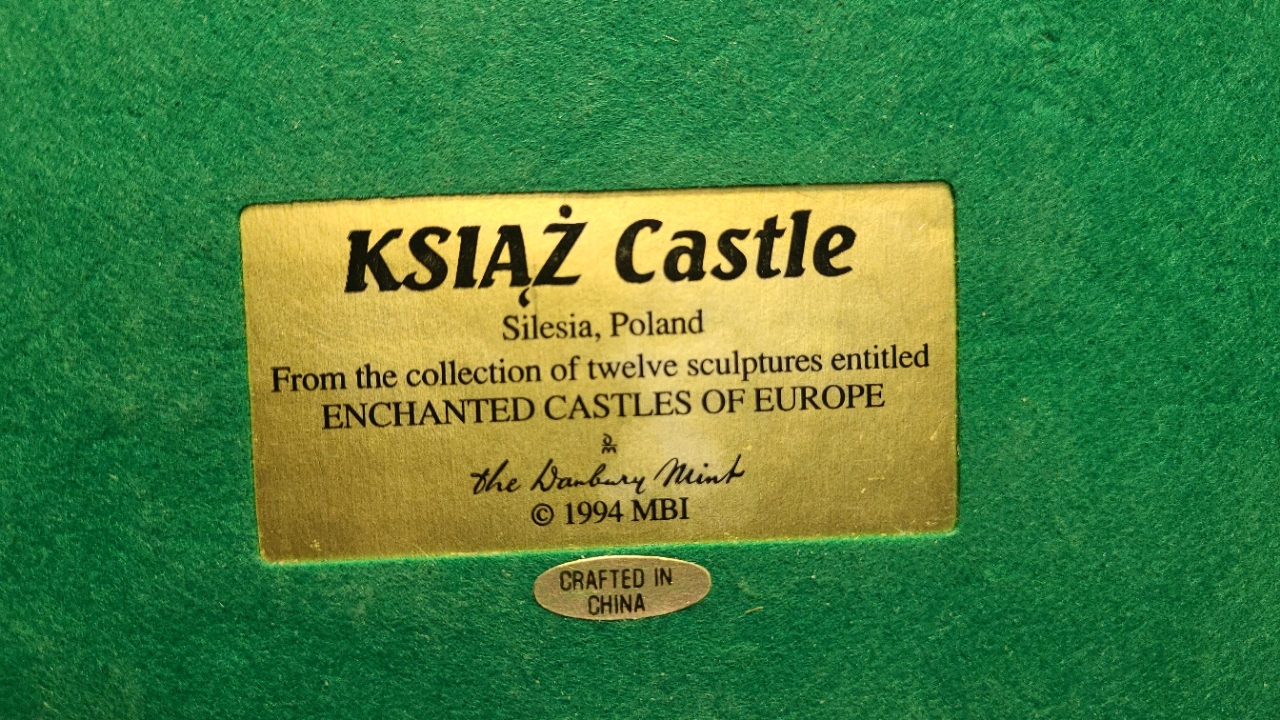 KSIĄŻ Castle
Silesia, Poland
From the collection of twelve sculptures entitled
ENCHANTED CASTLES OF EUROPE
DM
the Danbury Mint
© 1994 MBI
CRAFTED IN
CHINA